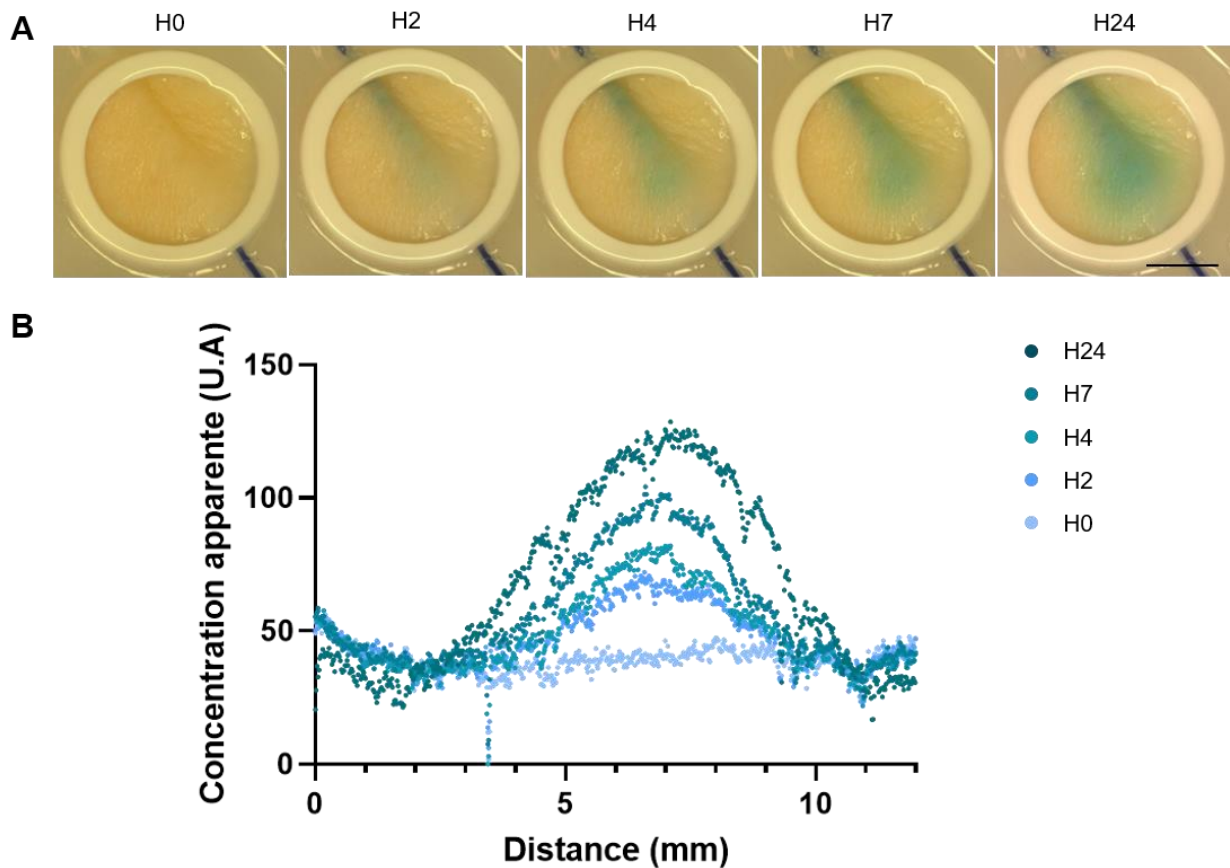 A
H0 H2 H4 H7 H24
B
Concentration apparente (U.A)
150
100
50
0
0 5 10
Distance (mm)
H24
H7
H4
H2
H0